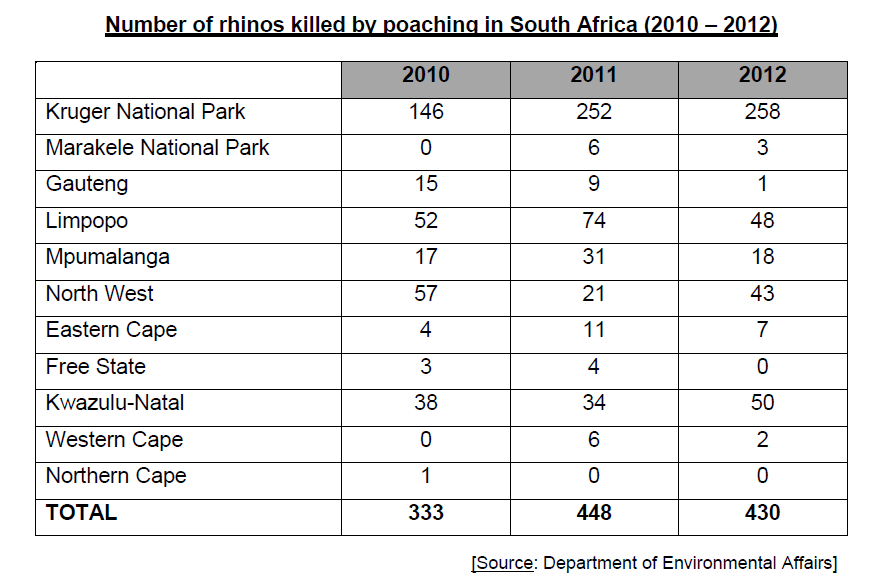 Number of rhinos killed by poaching in South Africa (2010 – 2012)
2010 2011 2012
Kruger National Park 146 252 258
Marakele National Park 0 6 3
Gauteng 15 9 1
Limpopo 52 74 48
Mpumalanga 17 31 18
North West 57 21 43
Eastern Cape 4 11 7
Free State 3 4 0
Kwazulu-Natal 38 34 50
Western Cape 0 6 2
Northern Cape 1 0 0
TOTAL 333 448 430
[Source: Department of Environmental Affairs]